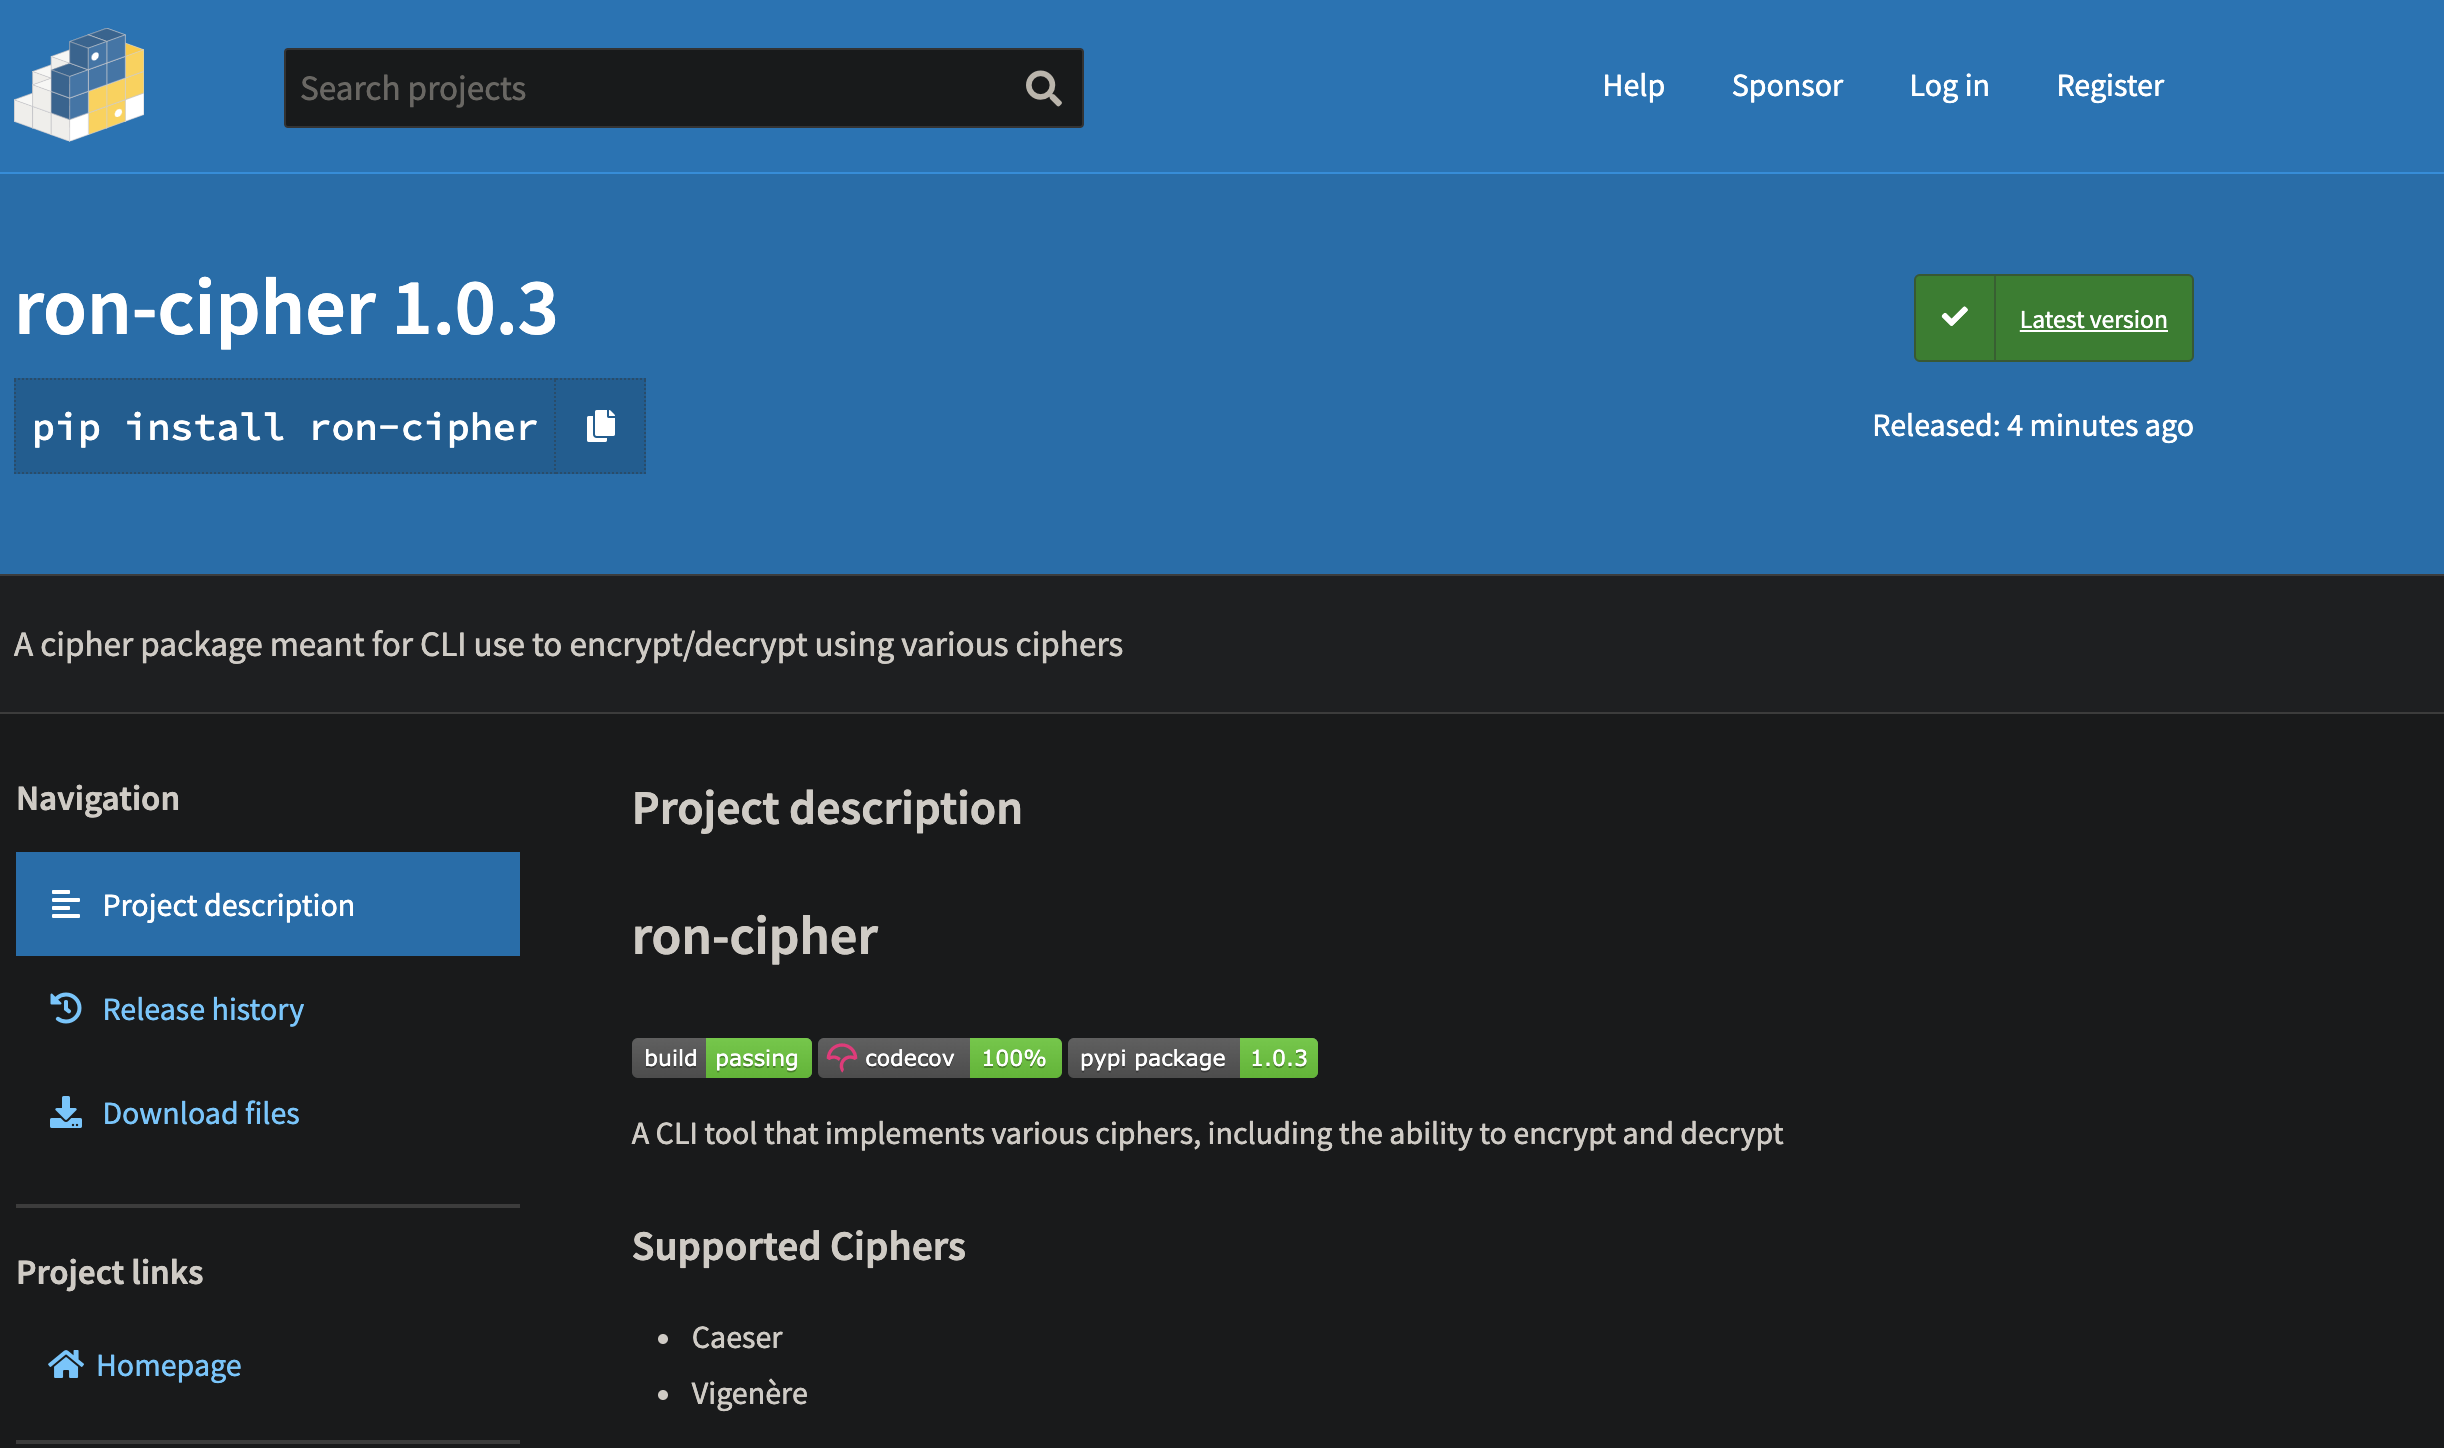 Search projects
Help
Sponsor
Log in
Register
ron-cipher 1.0.3
Latest version
pip install ron-cipher
Released: 4 minutes ago
A cipher package meant for CLI use to encrypt/decrypt using various ciphers
Navigation
Project description
Release history
Download files
Project links
Homepage
Project description
ron-cipher
build passing codecov 100% pypi package 1.0.3
A CLI tool that implements various ciphers, including the ability to encrypt and decrypt
Supported Ciphers
• Caeser
• Vigenère